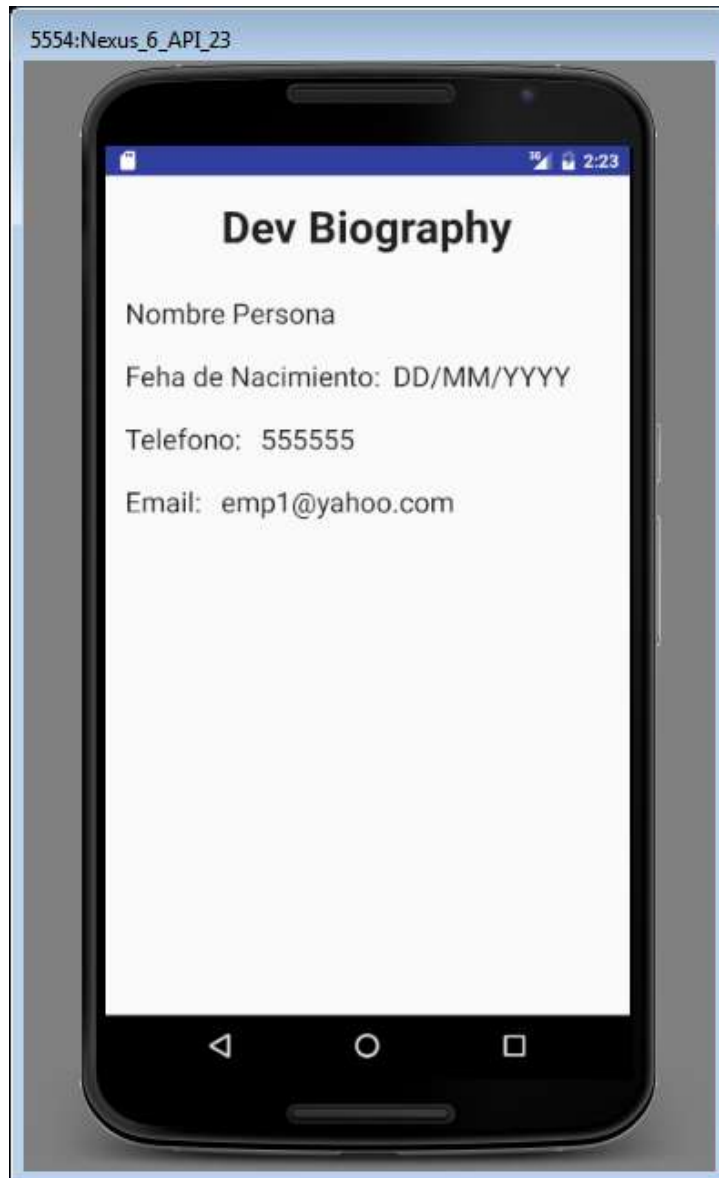 5554:Nexus_6_API_23
3G 2:23
Dev Biography
Nombre Persona
Feha de Nacimiento: DD/MM/YYYY
Telefono: 555555
Email: emp1@yahoo.com